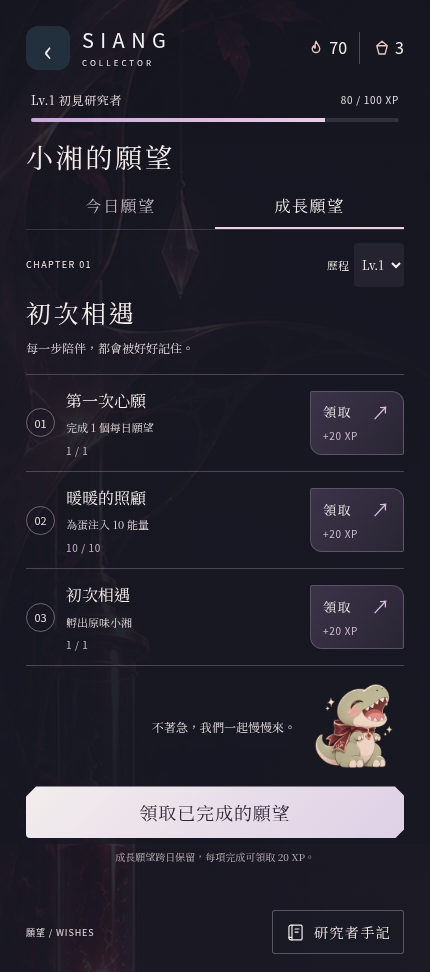 ‹ SIANG
COLLECTOR
70
3
Lv.1 初見研究者
80 / 100 XP
小湘的願望
今日願望
成長願望
CHAPTER 01
歷程 Lv.1
初次相遇
每一步陪伴，都會被好好記住。
01
第一次心願
完成 1 個每日願望
1 / 1
領取 ↗
+20 XP
02
暖暖的照顧
為蛋注入 10 能量
10 / 10
領取 ↗
+20 XP
03
初次相遇
孵出原味小湘
1 / 1
領取 ↗
+20 XP
不著急，我們一起慢慢來。
領取已完成的願望
成長願望跨日保留，每項完成可領取 20 XP。
願望 / WISHES
研究者手記